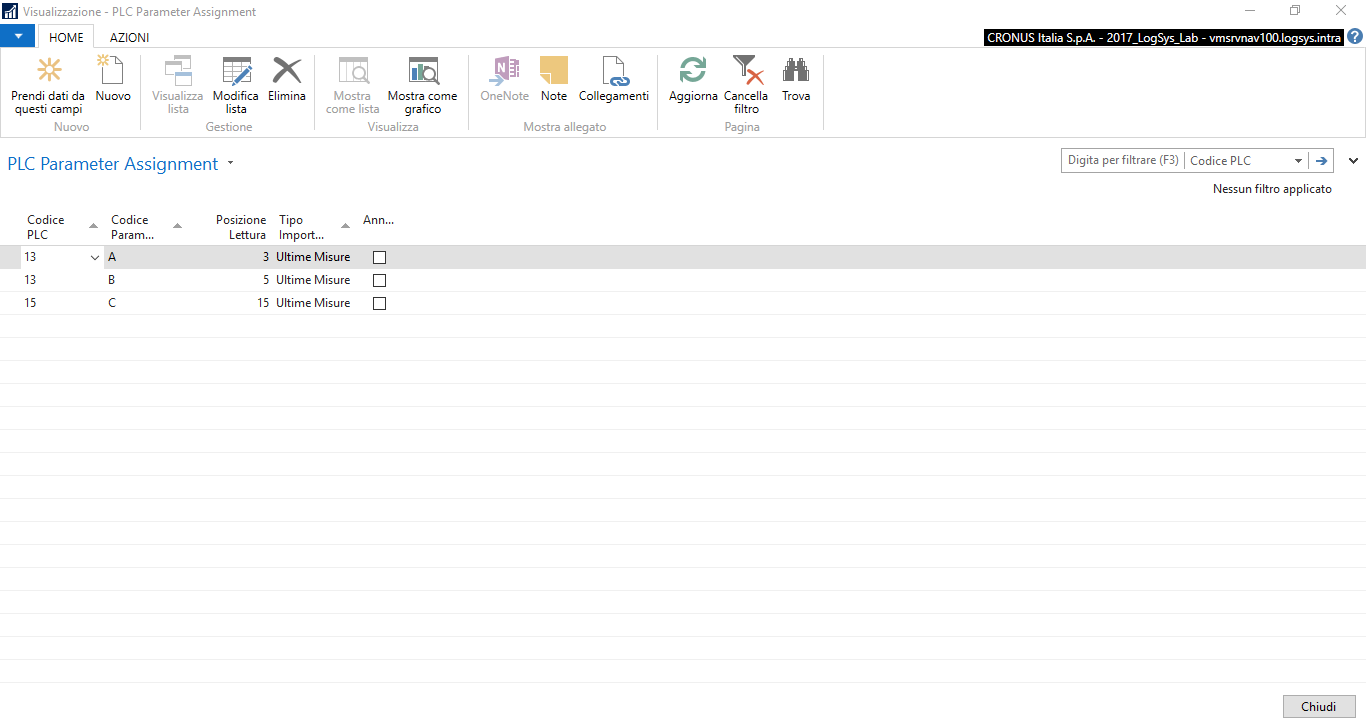 Visualizzazione - PLC Parameter Assignment
HOME
AZIONI
CRONUS Italia S.p.A. - 2017_LogSys_Lab - vmsrvnav100.logsys.intra
?
Prendi dati da
questi campi
Nuovo
Visualizza
lista
Modifica
lista
Elimina
Mostra
come lista
Mostra come
grafico
OneNote
Note
Collegamenti
Aggiorna
Cancella
filtro
Trova
Nuovo
Gestione
Visualizza
Mostra allegato
Pagina
PLC Parameter Assignment
Digita per filtrare (F3)
Codice PLC
Nessun filtro applicato
Codice
PLC
Codice
Param...
Posizione
Lettura
Tipo
Import...
Ann...
13 A 3 Ultime Misure
13 B 5 Ultime Misure
15 C 15 Ultime Misure
Chiudi